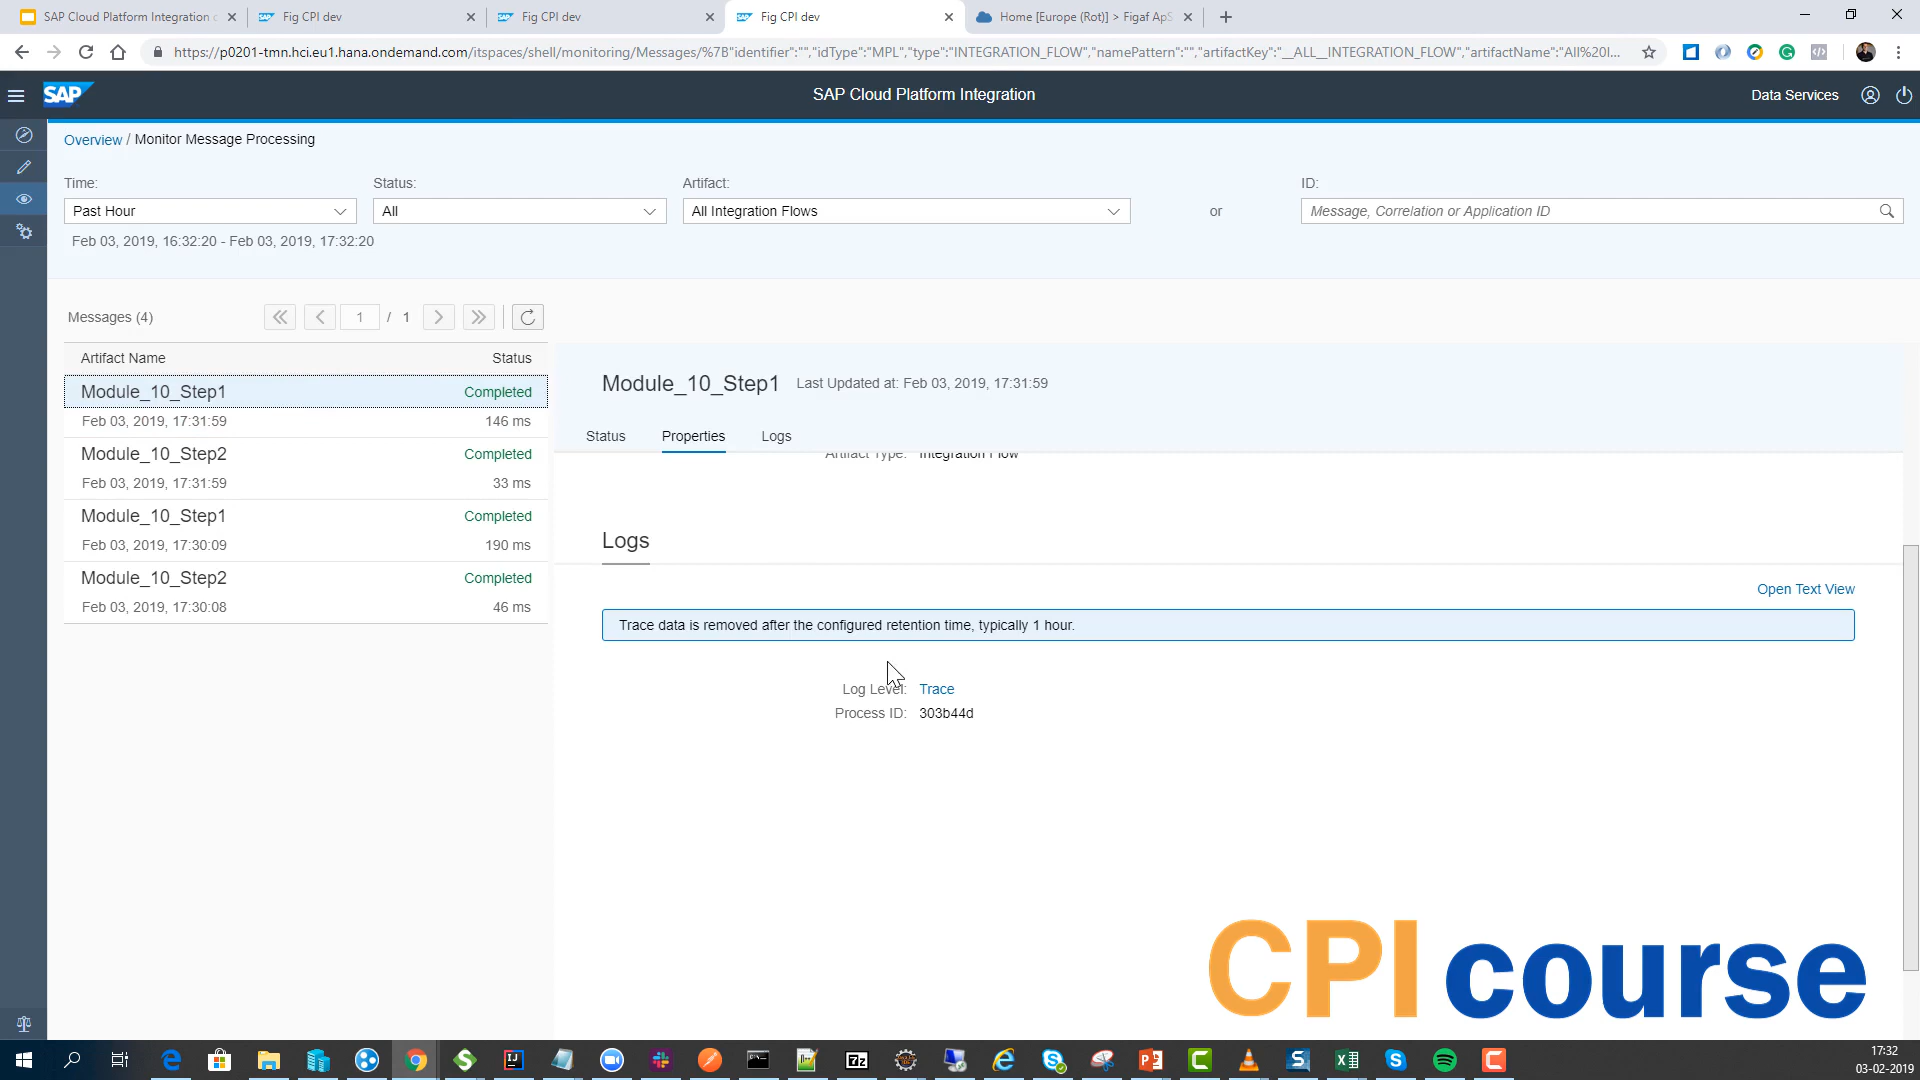 SAP Cloud Platform Integration c
Fig CPI dev
Fig CPI dev
Fig CPI dev
Home [Europe (Rot)] > Figaf ApS
https://p0201-tmn.hci.eu1.hana.ondemand.com/itspaces/shell/monitoring/Messages/%7B"identifier":"","idType":"MPL","type":"INTEGRATION_FLOW","namePattern":"","artifactKey":"__ALL__INTEGRATION_FLOW","artifactName":"All%20I...
SAP
SAP Cloud Platform Integration
Data Services
Overview / Monitor Message Processing
Time:
Status:
Artifact:
ID:
Past Hour
All
All Integration Flows
or
Message, Correlation or Application ID
Feb 03, 2019, 16:32:20 - Feb 03, 2019, 17:32:20
Messages (4)
1 / 1
Artifact Name
Status
Module_10_Step1
Completed
Feb 03, 2019, 17:31:59
146 ms
Module_10_Step2
Completed
Feb 03, 2019, 17:31:59
33 ms
Module_10_Step1
Completed
Feb 03, 2019, 17:30:09
190 ms
Module_10_Step2
Completed
Feb 03, 2019, 17:30:08
46 ms
Module_10_Step1
Last Updated at: Feb 03, 2019, 17:31:59
Status
Properties
Logs
Artifact Type: Integration Flow
Logs
Open Text View
Trace data is removed after the configured retention time, typically 1 hour.
Log Level: Trace
Process ID: 303b44d
CPI course
17:32
03-02-2019